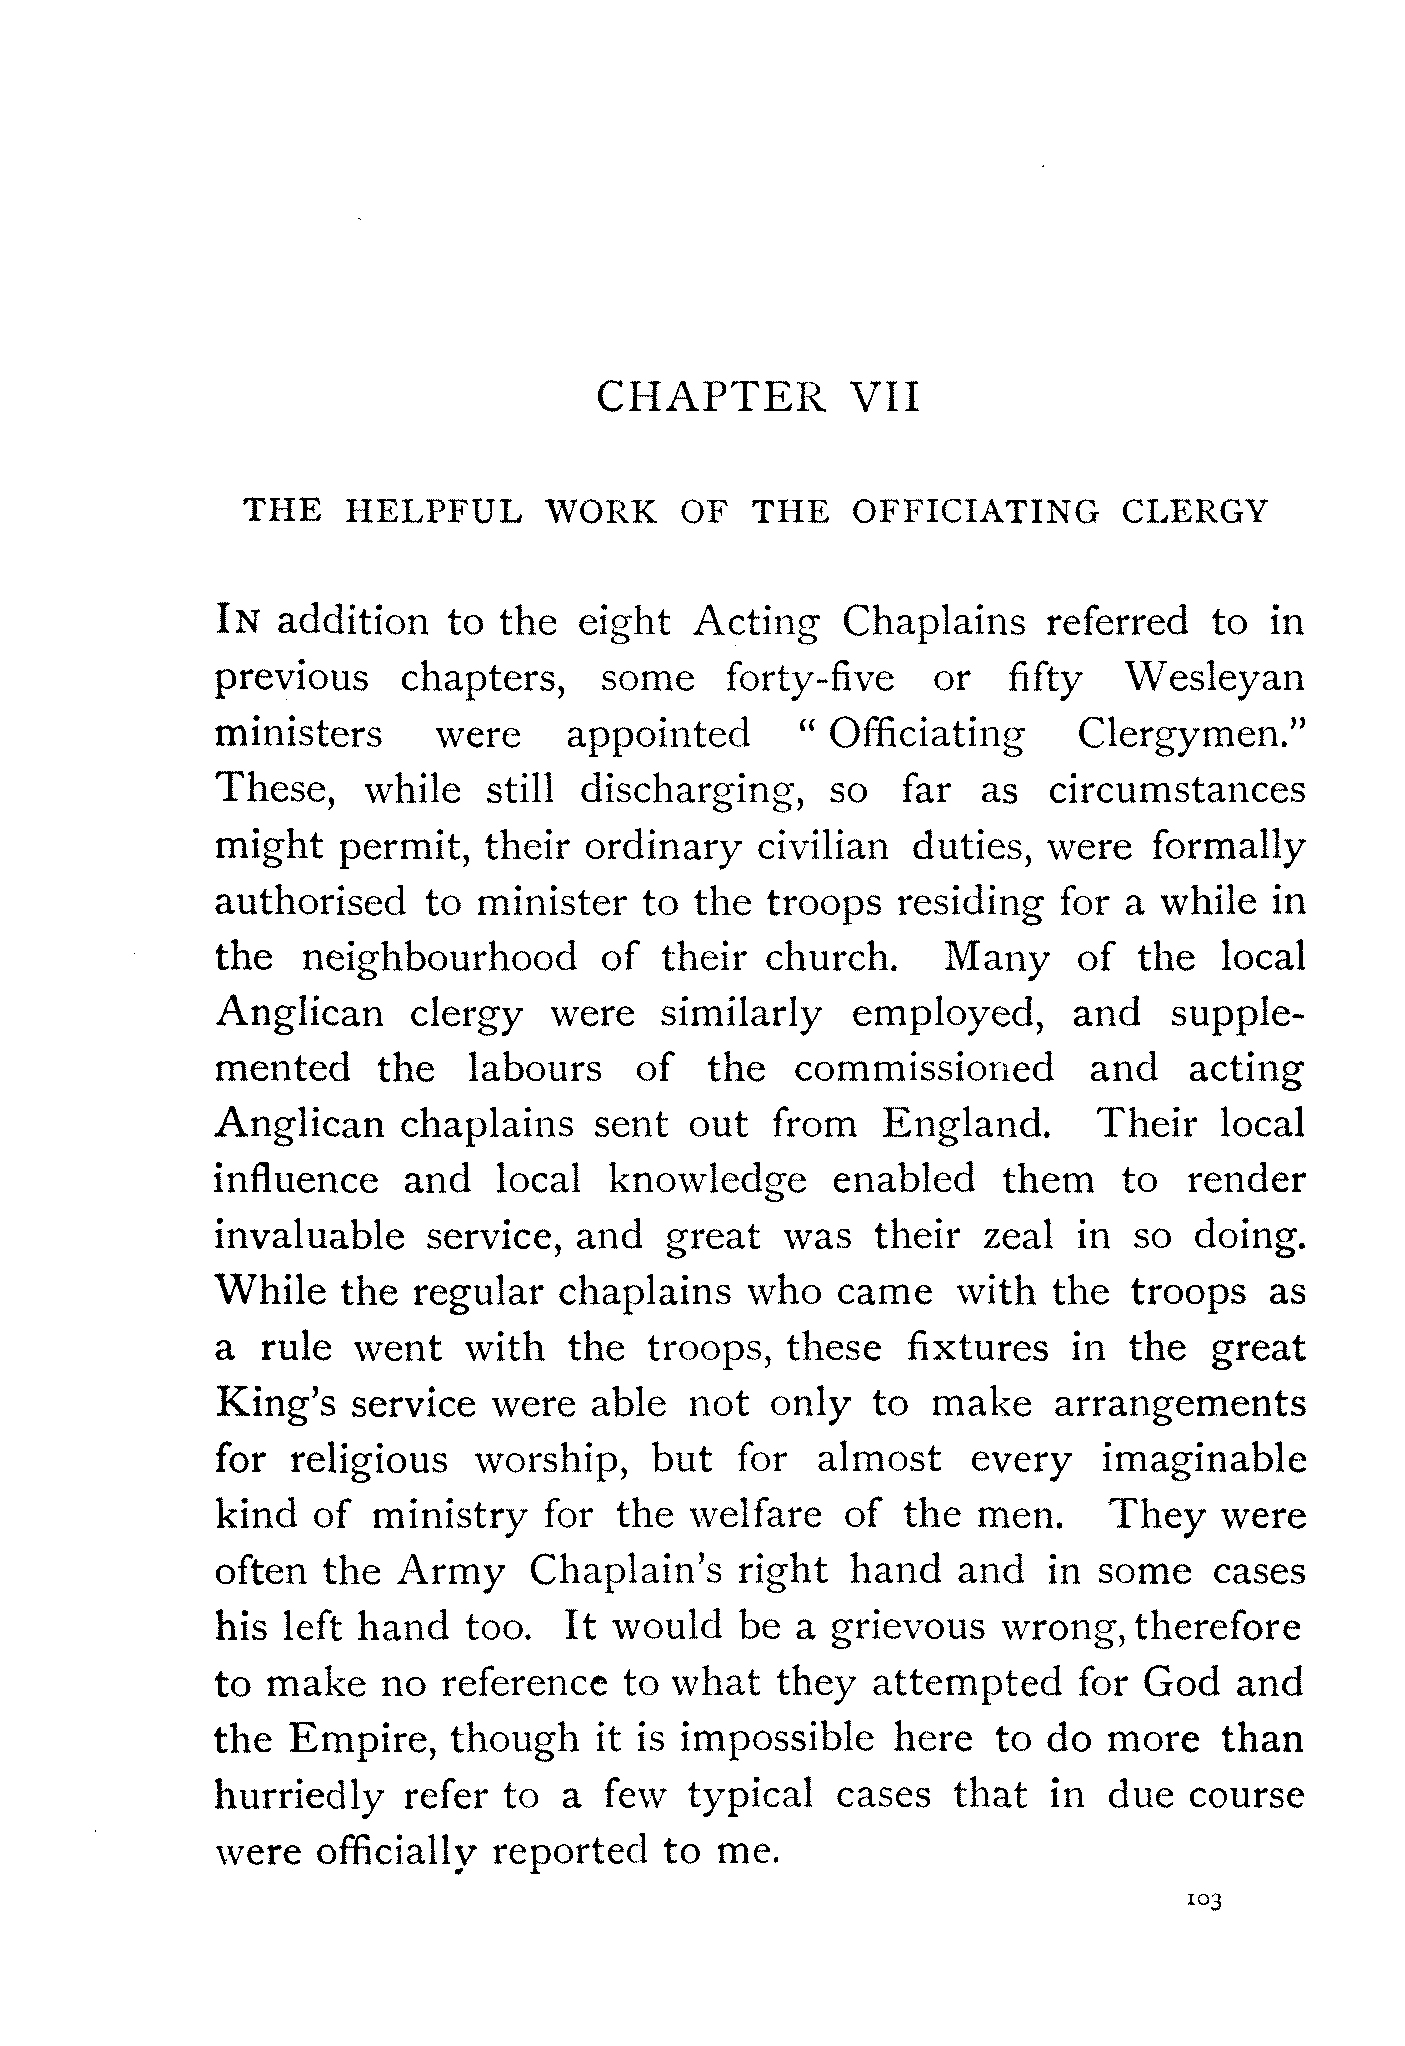 CHAPTER VII
THE HELPFUL WORK OF THE OFFICIATING CLERGY
IN addition to the eight Acting Chaplains referred to in
previous chapters, some forty-five or fifty Wesleyan
ministers were appointed “ Officiating Clergymen.”
These, while still discharging, so far as circumstances
might permit, their ordinary civilian duties, were formally
authorised to minister to the troops residing for a while in
the neighbourhood of their church. Many of the local
Anglican clergy were similarly employed, and supple-
mented the labours of the commissioned and acting
Anglican chaplains sent out from England. Their local
influence and local knowledge enabled them to render
invaluable service, and great was their zeal in so doing.
While the regular chaplains who came with the troops as
a rule went with the troops, these fixtures in the great
King's service were able not only to make arrangements
for religious worship, but for almost every imaginable
kind of ministry for the welfare of the men. They were
often the Army Chaplain's right hand and in some cases
his left hand too. It would be a grievous wrong, therefore
to make no reference to what they attempted for God and
the Empire, though it is impossible here to do more than
hurriedly refer to a few typical cases that in due course
were officially reported to me.
103